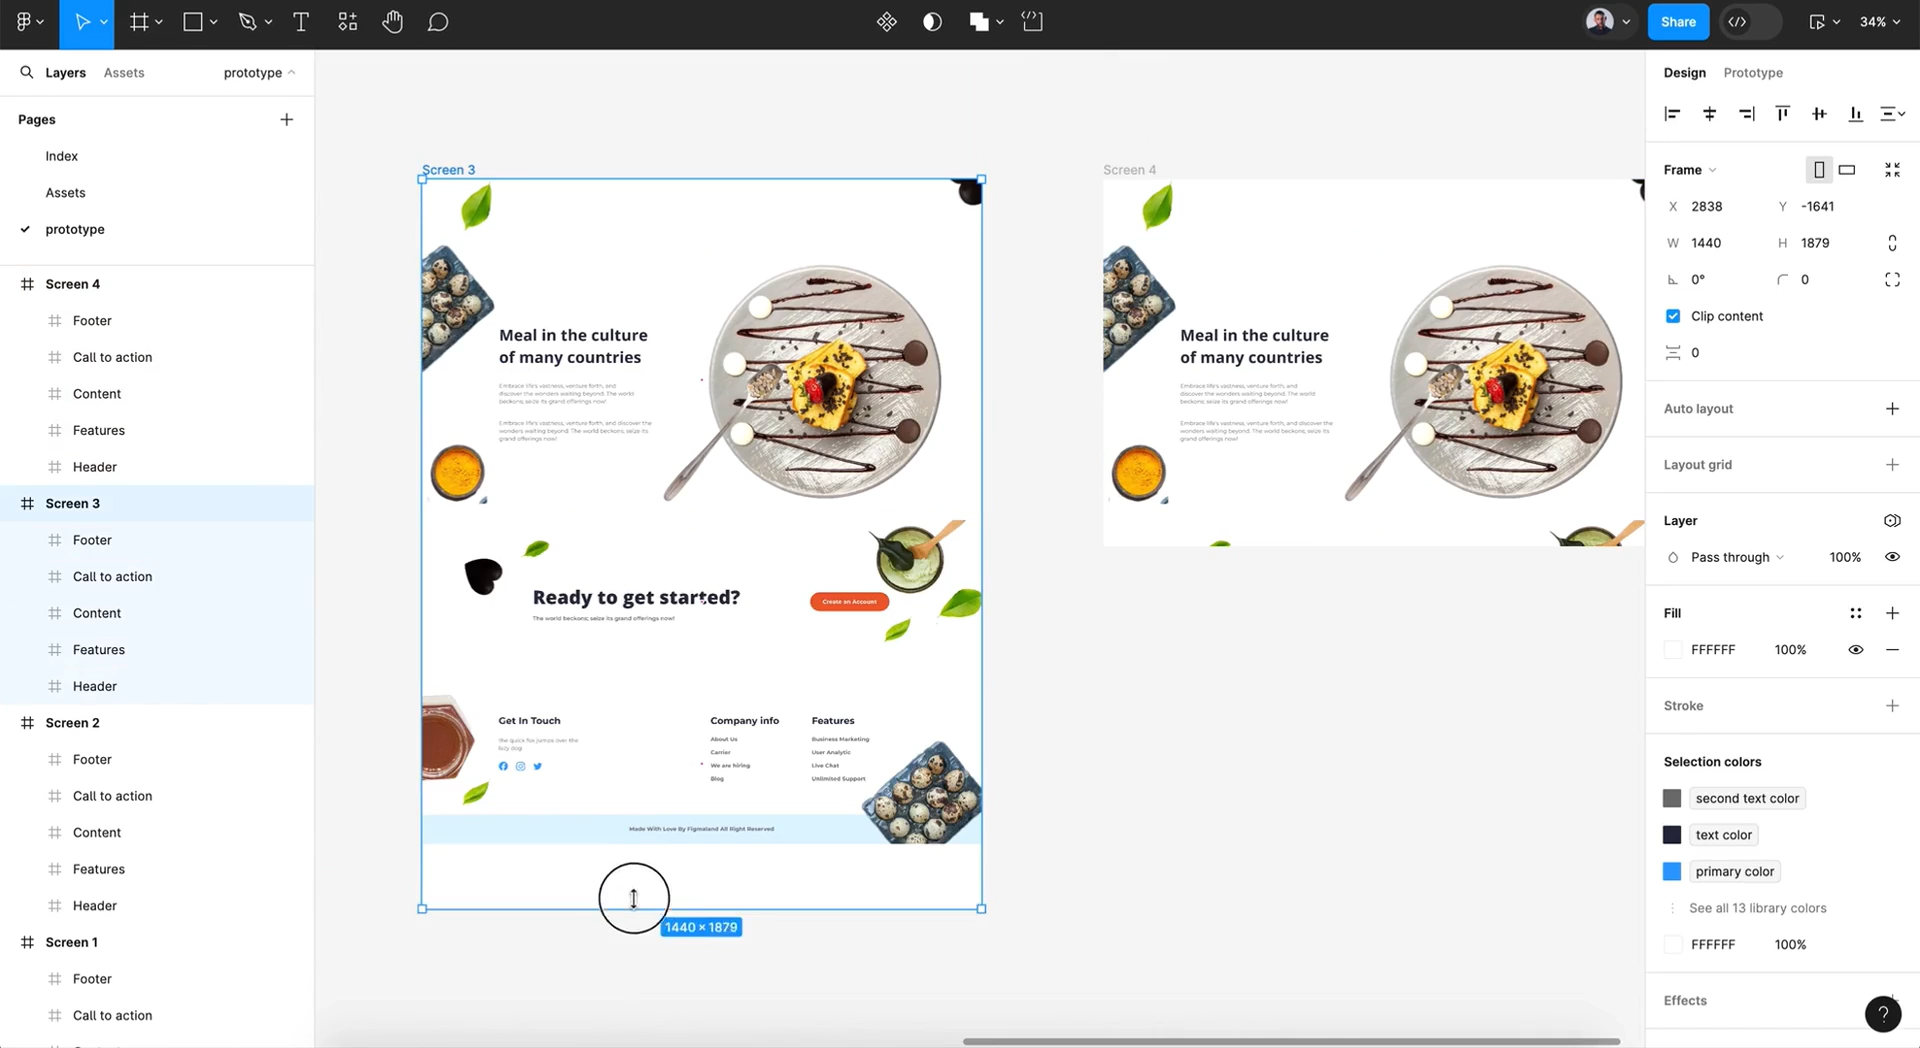 Share
34%
Layers
Assets
prototype
Pages
Index
Assets
prototype
Screen 4
Footer
Call to action
Content
Features
Header
Screen 3
Footer
Call to action
Content
Features
Header
Screen 2
Footer
Call to action
Content
Features
Header
Screen 1
Footer
Call to action
Screen 3
Meal in the culture
of many countries
Embrace life's vastness, venture forth, and
discover the wonders waiting beyond. The world
beckons; seize its grand offerings now!
Embrace life's vastness, venture forth, and discover the
wonders waiting beyond. The world beckons; seize its
grand offerings now!
Ready to get started?
The world beckons; seize its grand offerings now!
Create an Account
Get In Touch
the quick fox jumps over the
lazy dog
Company info
About Us
Carrier
We are hiring
Blog
Features
Business Marketing
User Analytic
Live Chat
Unlimited Support
Made With Love By Figmaland All Right Reserved
1440 × 1879
Screen 4
Meal in the culture
of many countries
Embrace life's vastness, venture forth, and
discover the wonders waiting beyond. The world
beckons; seize its grand offerings now!
Embrace life's vastness, venture forth, and discover the
wonders waiting beyond. The world beckons; seize its
grand offerings now!
Design
Prototype
Frame
X 2838
Y -1641
W 1440
H 1879
0°
0
Clip content
0
Auto layout
Layout grid
Layer
Pass through
100%
Fill
FFFFFF
100%
Stroke
Selection colors
second text color
text color
primary color
See all 13 library colors
FFFFFF
100%
Effects
?